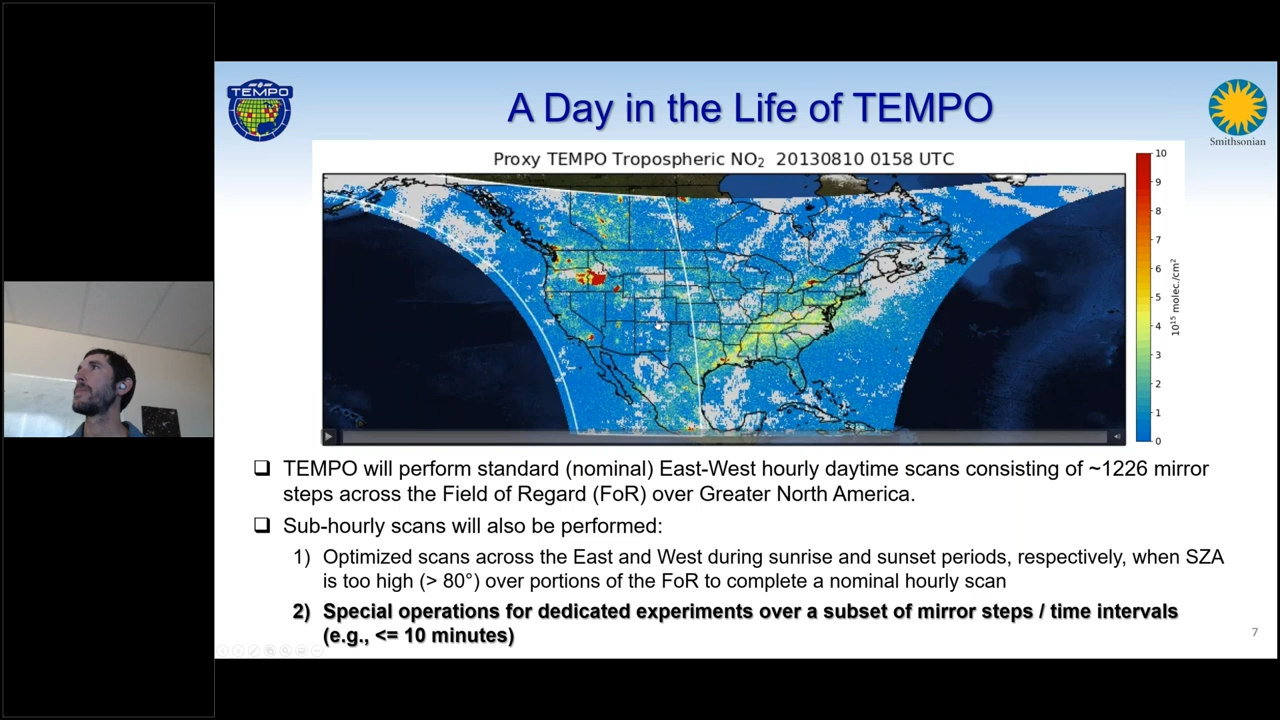 TEMPO
A Day in the Life of TEMPO
Smithsonian
Proxy TEMPO Tropospheric NO₂ 20130810 0158 UTC
10
9
8
7
6
5
4
3
2
1
0
10¹⁵ molec./cm²
❑ TEMPO will perform standard (nominal) East-West hourly daytime scans consisting of ~1226 mirror
steps across the Field of Regard (FoR) over Greater North America.
❑ Sub-hourly scans will also be performed:
1) Optimized scans across the East and West during sunrise and sunset periods, respectively, when SZA
is too high (> 80°) over portions of the FoR to complete a nominal hourly scan
2) Special operations for dedicated experiments over a subset of mirror steps / time intervals
(e.g., <= 10 minutes)
7